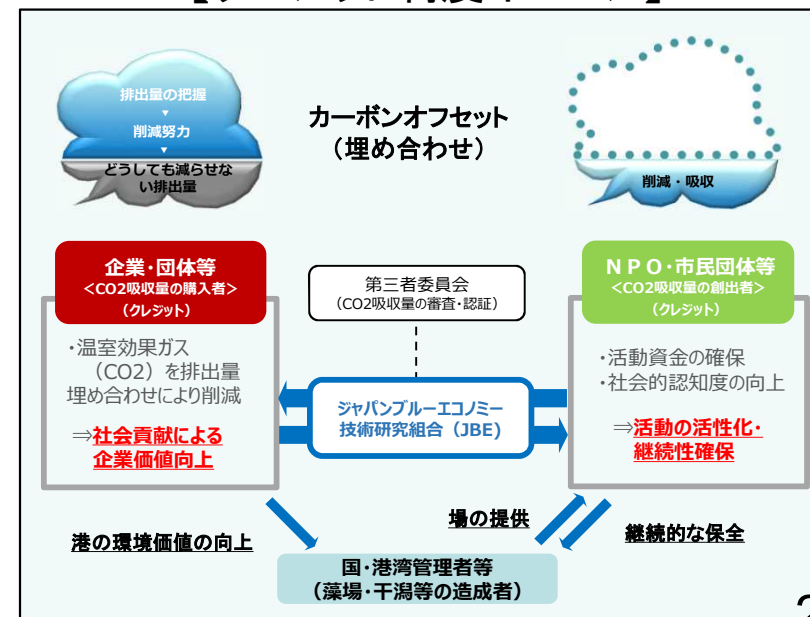 排出量の把握
削減努力
どうしても減らせな
い排出量
カーボンオフセット
（埋め合わせ）
削減・吸収
企業・団体等
<CO2吸収量の購入者>
（クレジット）
・温室効果ガス
（CO2）を排出量
埋め合わせにより削減
⇒社会貢献による
企業価値向上
第三者委員会
（CO2吸収量の審査・認証）
ジャパンブルーエコノミー
技術研究組合（JBE)
ＮＰＯ・市民団体等
<CO2吸収量の創出者>
（クレジット）
・活動資金の確保
・社会的認知度の向上
⇒活動の活性化・
継続性確保
港の環境価値の向上
場の提供
継続的な保全
国・港湾管理者等
（藻場・干潟等の造成者）